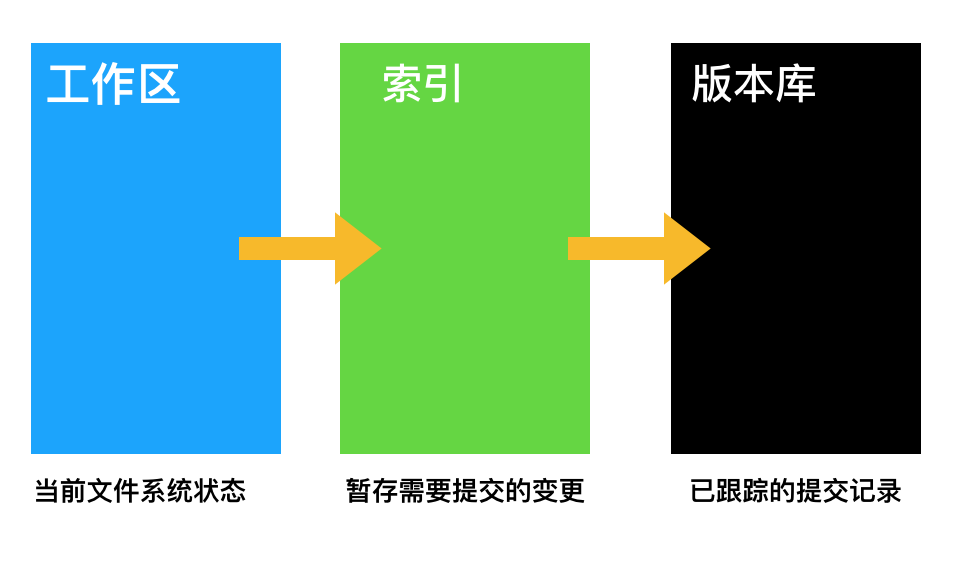 工作区
索引
版本库
当前文件系统状态
暂存需要提交的变更
已跟踪的提交记录